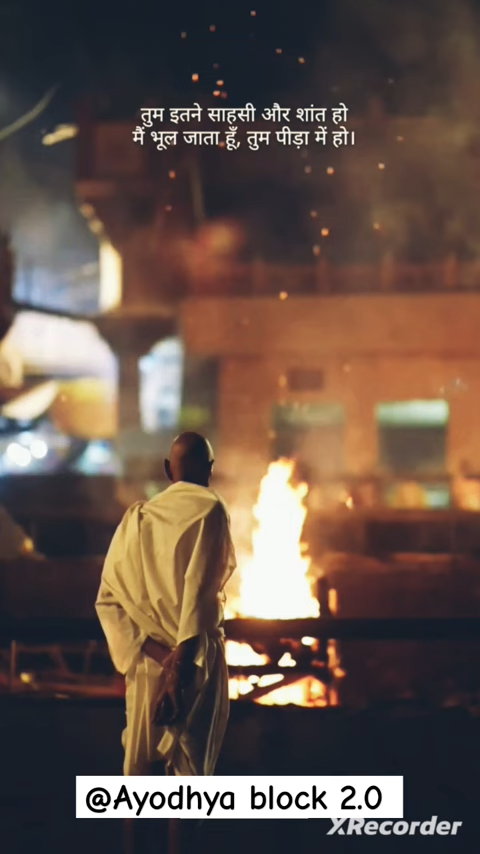 तुम इतने साहसी और शांत हो
मैं भूल जाता हूँ, तुम पीड़ा में हो।
@Ayodhya block 2.0
XRecorder